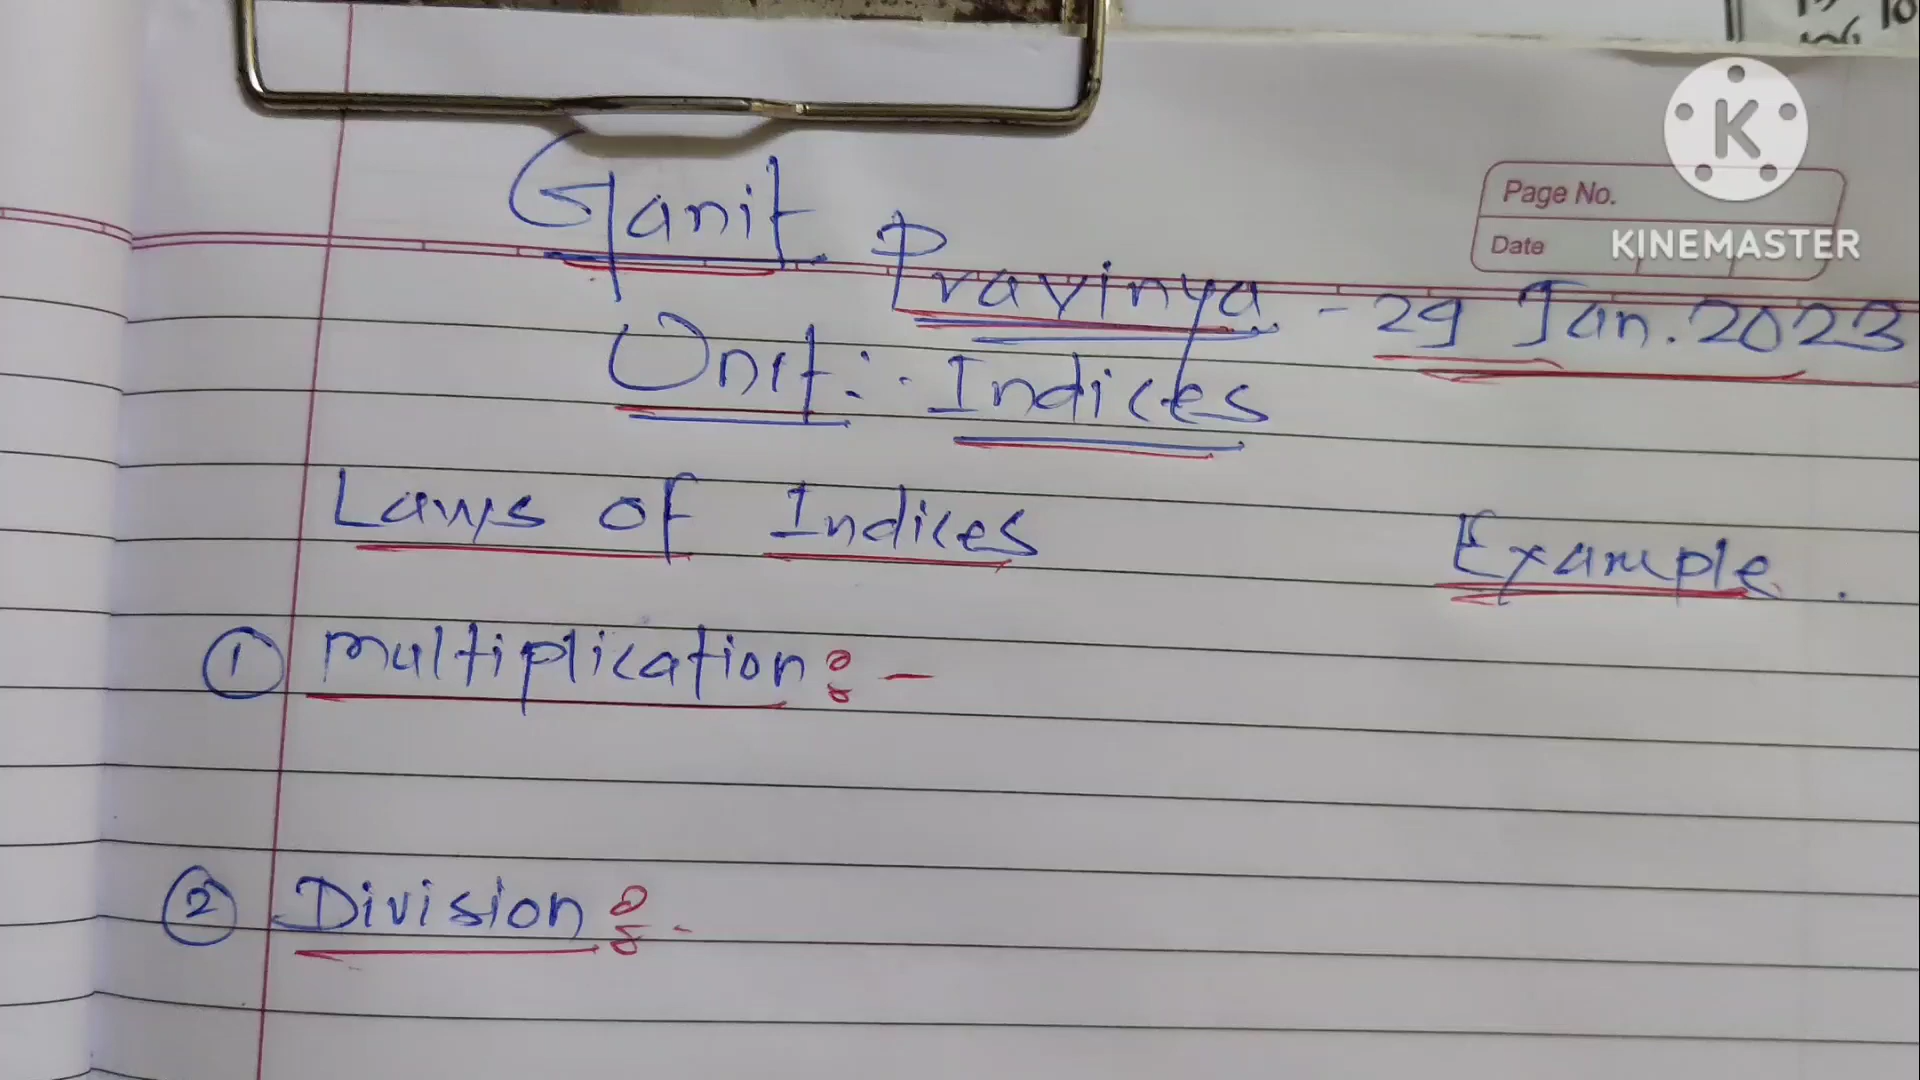 Page No.
Date
KINEMASTER
Ganit Pravinya - 29 Jan. 2023
Unit :- Indices
Laws of Indices Example.
① Multiplication :-
② Division :-